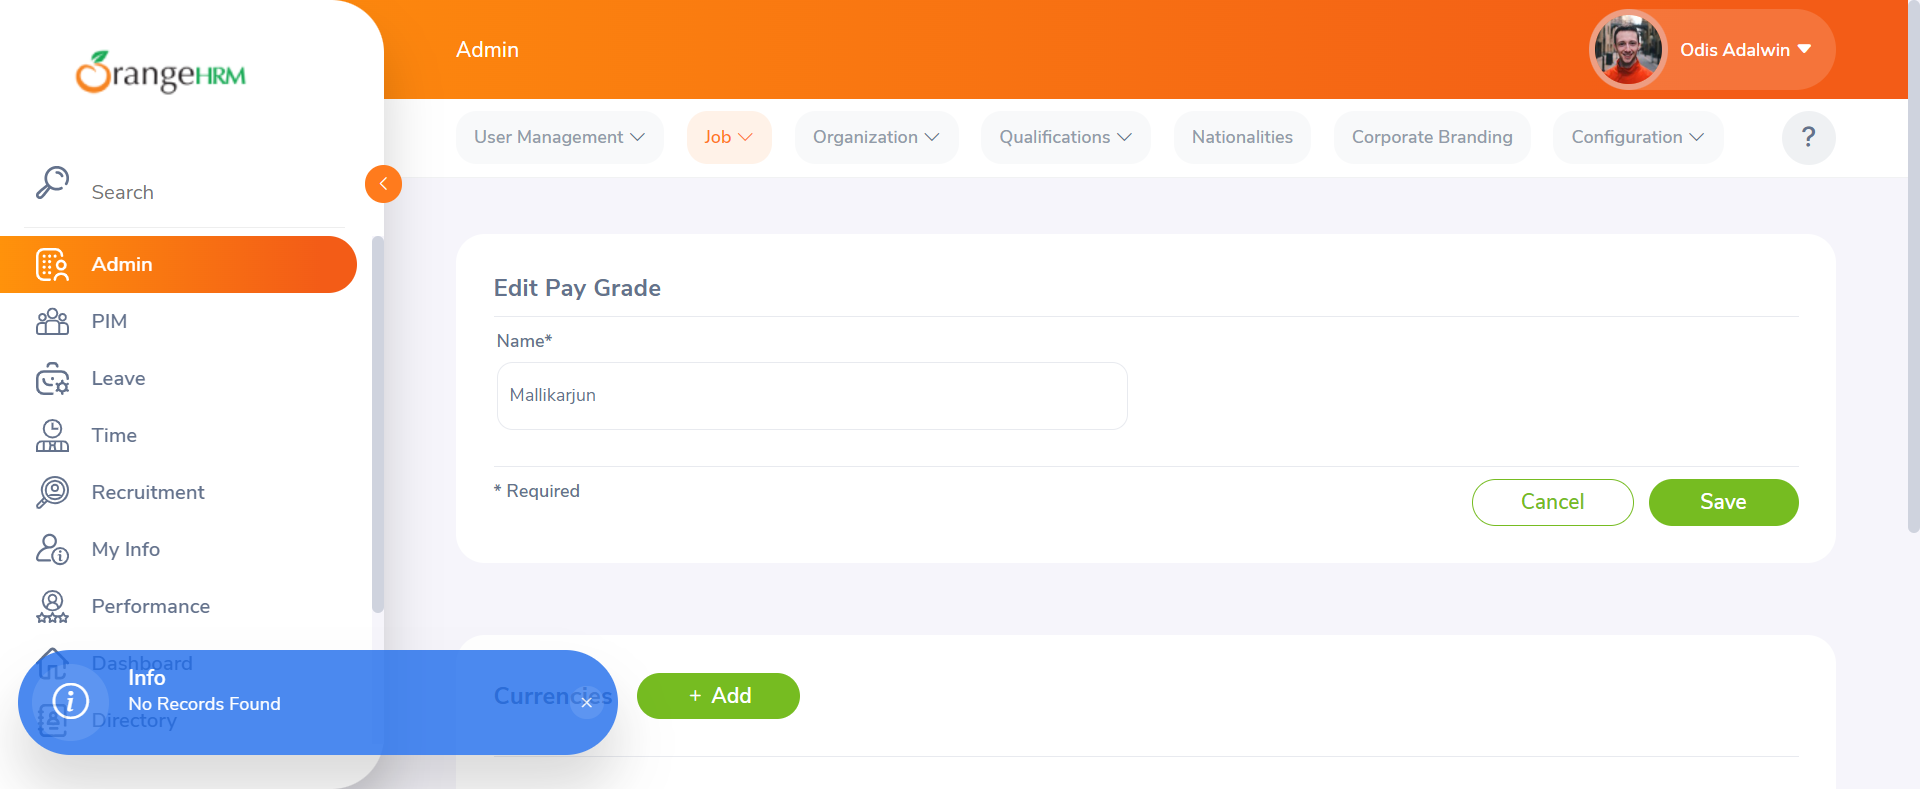 OrangeHRM
Admin
Odis Adalwin
User Management
Job
Organization
Qualifications
Nationalities
Corporate Branding
Configuration
?
Search
Admin
PIM
Leave
Time
Recruitment
My Info
Performance
Dashboard
Directory
Edit Pay Grade
Name*
Mallikarjun
* Required
Cancel
Save
Currencies
+ Add
Info
No Records Found